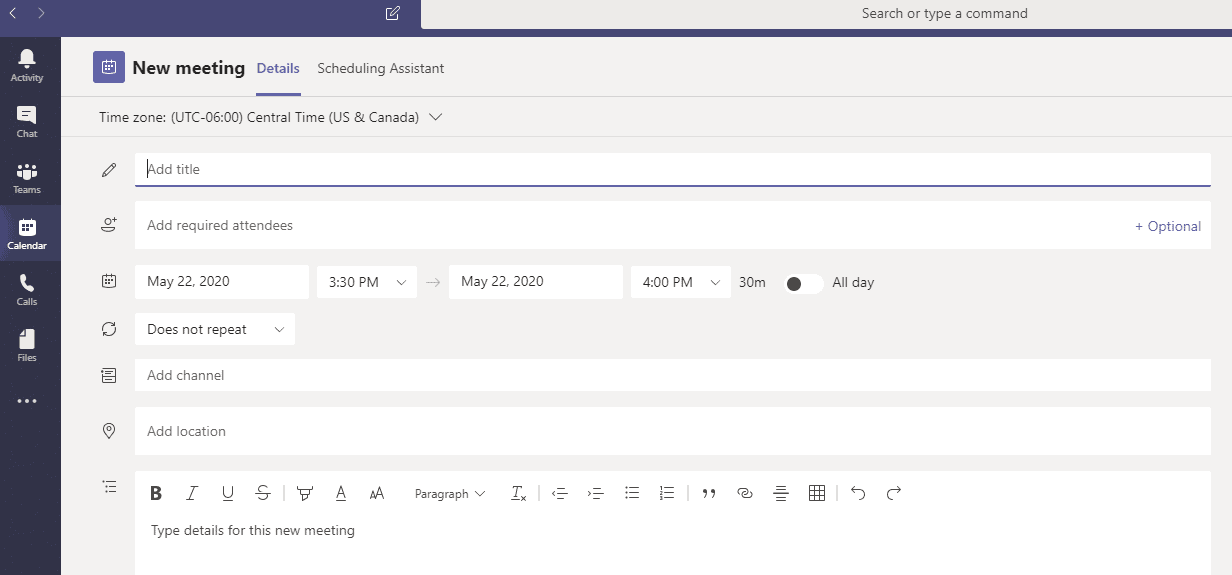 Search or type a command
Activity
Chat
Teams
Calendar
Calls
Files
New meeting Details Scheduling Assistant
Time zone: (UTC-06:00) Central Time (US & Canada)
Add title
Add required attendees + Optional
May 22, 2020 3:30 PM → May 22, 2020 4:00 PM 30m All day
Does not repeat
Add channel
Add location
B I U S A AA Paragraph Tx
Type details for this new meeting